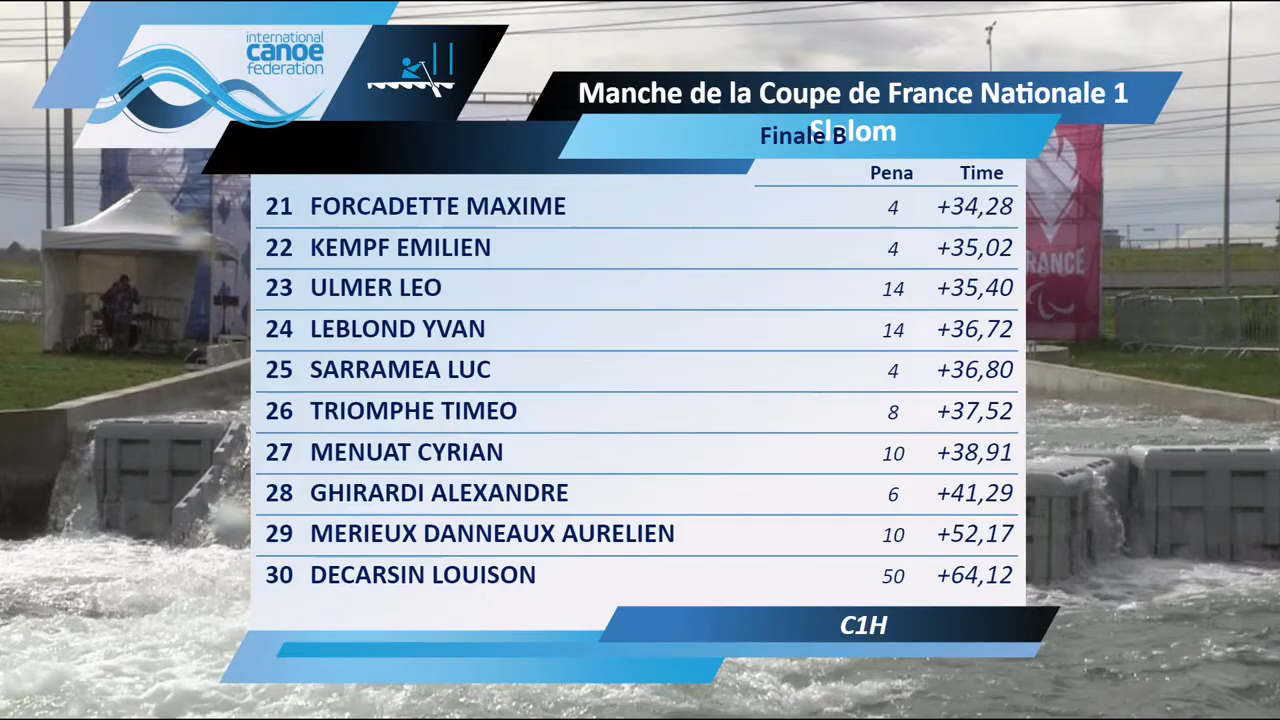 international
canoe
federation
Manche de la Coupe de France Nationale 1
Slalom
Finale B
Pena Time
21 FORCADETTE MAXIME 4 +34,28
22 KEMPF EMILIEN 4 +35,02
23 ULMER LEO 14 +35,40
24 LEBLOND YVAN 14 +36,72
25 SARRAMEA LUC 4 +36,80
26 TRIOMPHE TIMEO 8 +37,52
27 MENUAT CYRIAN 10 +38,91
28 GHIRARDI ALEXANDRE 6 +41,29
29 MERIEUX DANNEAUX AURELIEN 10 +52,17
30 DECARSIN LOUISON 50 +64,12
C1H
RANCE